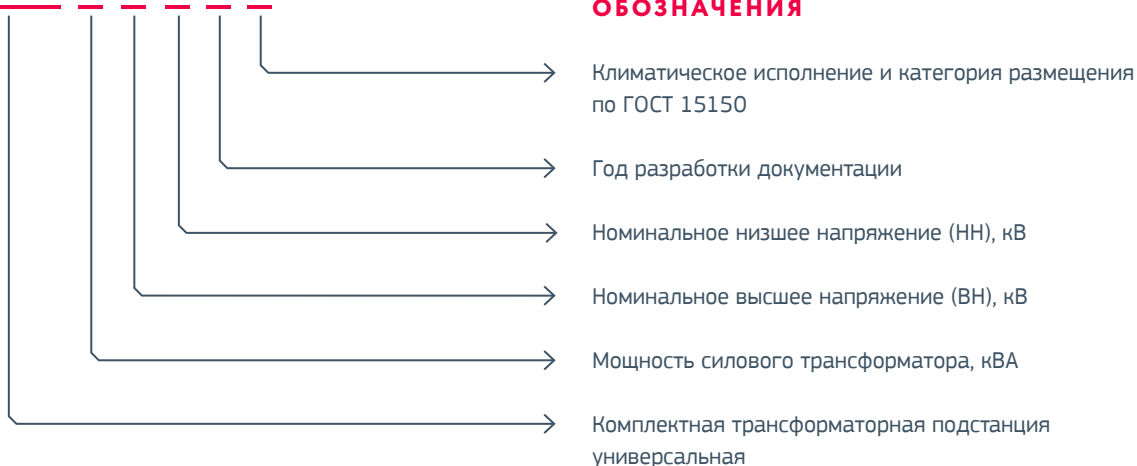 ОБОЗНАЧЕНИЯ
Климатическое исполнение и категория размещения
по ГОСТ 15150
Год разработки документации
Номинальное низшее напряжение (НН), кВ
Номинальное высшее напряжение (ВН), кВ
Мощность силового трансформатора, кВА
Комплектная трансформаторная подстанция
универсальная